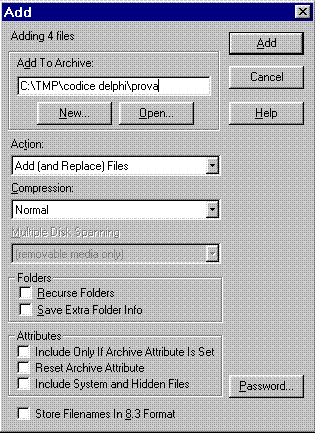 Add
Adding 4 files
Add
Add To Archive:
C:\TMP\codice delphi\prova
Cancel
New... Open...
Help
Action:
Add (and Replace) Files
Compression:
Normal
Multiple Disk Spanning
(removable media only)
Folders
Recurse Folders
Save Extra Folder Info
Attributes
Include Only If Archive Attribute Is Set
Reset Archive Attribute
Include System and Hidden Files
Password...
Store Filenames In 8.3 Format